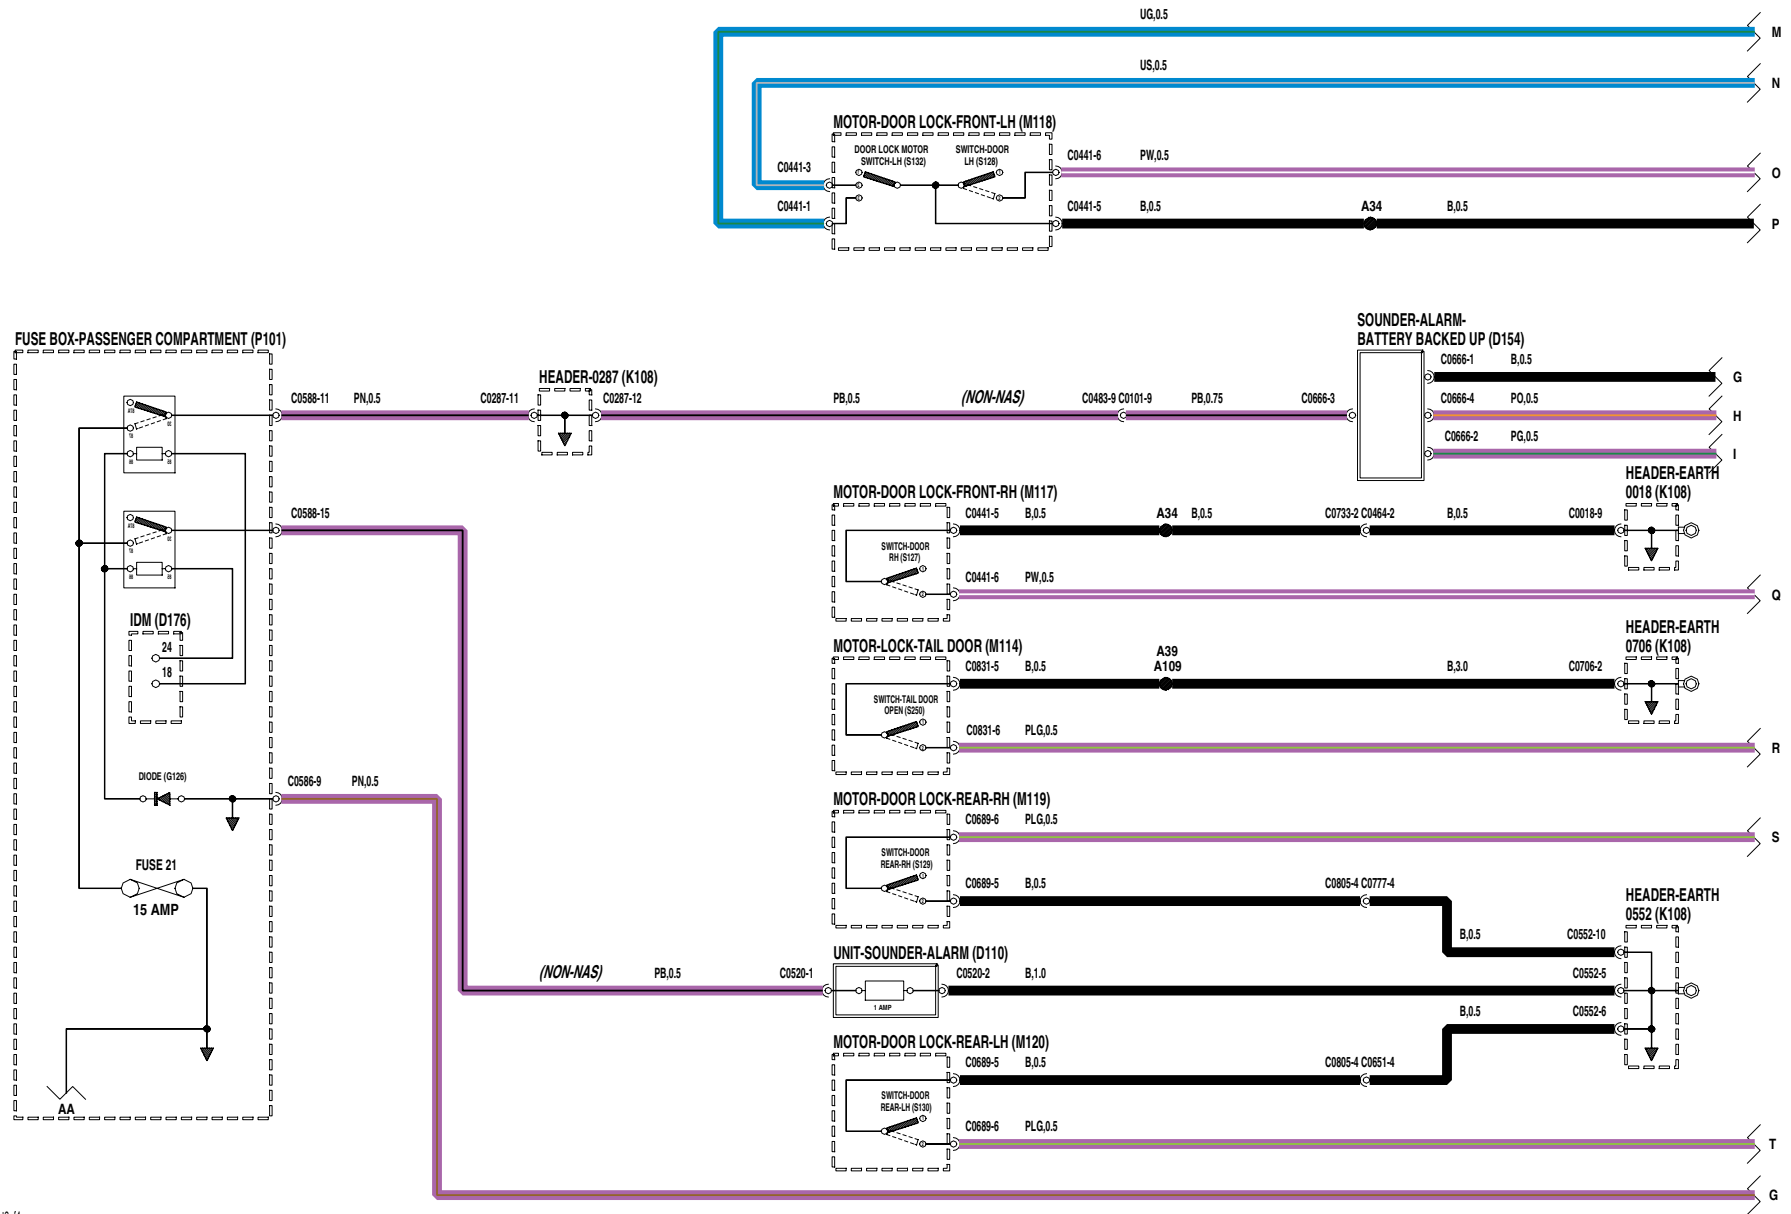 UG,0.5
M
US,0.5
N
MOTOR-DOOR LOCK-FRONT-LH (M118)
DOOR LOCK MOTOR
SWITCH-LH (S132)
SWITCH-DOOR
LH (S128)
C0441-3
C0441-6 PW,0.5
O
C0441-1
C0441-5 B,0.5 A34 B,0.5
P
SOUNDER-ALARM-
BATTERY BACKED UP (D154)
FUSE BOX-PASSENGER COMPARTMENT (P101)
C0666-1 B,0.5
G
HEADER-0287 (K108)
C0588-11 PN,0.5 C0287-11 C0287-12 PB,0.5 (NON-NAS) C0483-9 C0101-9 PB,0.75 C0666-3
C0666-4 PO,0.5
H
C0666-2 PG,0.5
I
HEADER-EARTH
0018 (K108)
MOTOR-DOOR LOCK-FRONT-RH (M117)
C0588-15
C0441-5 B,0.5 A34 B,0.5 C0733-2 C0464-2 B,0.5 C0018-9
SWITCH-DOOR
RH (S127)
C0441-6 PW,0.5
Q
IDM (D176)
24
18
HEADER-EARTH
0706 (K108)
MOTOR-LOCK-TAIL DOOR (M114)
A39
A109
C0831-5 B,0.5 B,3.0 C0706-2
SWITCH-TAIL DOOR
OPEN (S250)
C0831-6 PLG,0.5
R
DIODE (G126)
C0586-9 PN,0.5
MOTOR-DOOR LOCK-REAR-RH (M119)
C0689-6 PLG,0.5
S
SWITCH-DOOR
REAR-RH (S129)
FUSE 21
15 AMP
C0689-5 B,0.5 C0805-4 C0777-4
HEADER-EARTH
0552 (K108)
B,0.5 C0552-10
UNIT-SOUNDER-ALARM (D110)
(NON-NAS) PB,0.5 C0520-1 C0520-2 B,1.0 C0552-5
1 AMP
B,0.5 C0552-6
MOTOR-DOOR LOCK-REAR-LH (M120)
C0689-5 B,0.5 C0805-4 C0651-4
SWITCH-DOOR
REAR-LH (S130)
AA
C0689-6 PLG,0.5
T
G